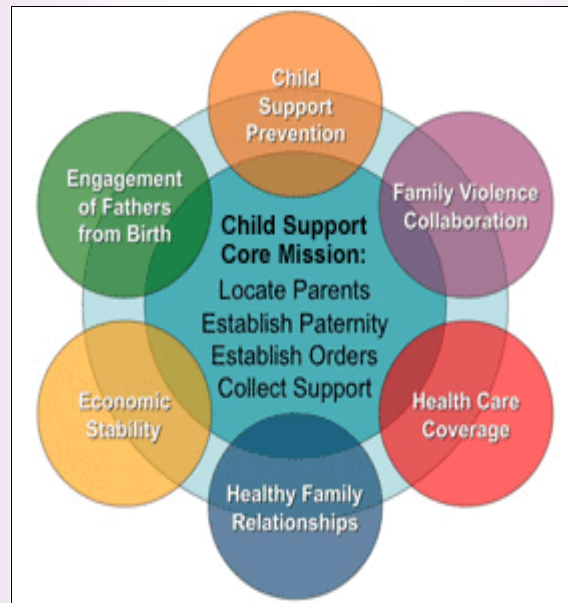 Child
Support
Prevention
Engagement
of Fathers
from Birth
Family Violence
Collaboration
Child Support
Core Mission:
Locate Parents
Establish Paternity
Establish Orders
Collect Support
Economic
Stability
Health Care
Coverage
Healthy Family
Relationships